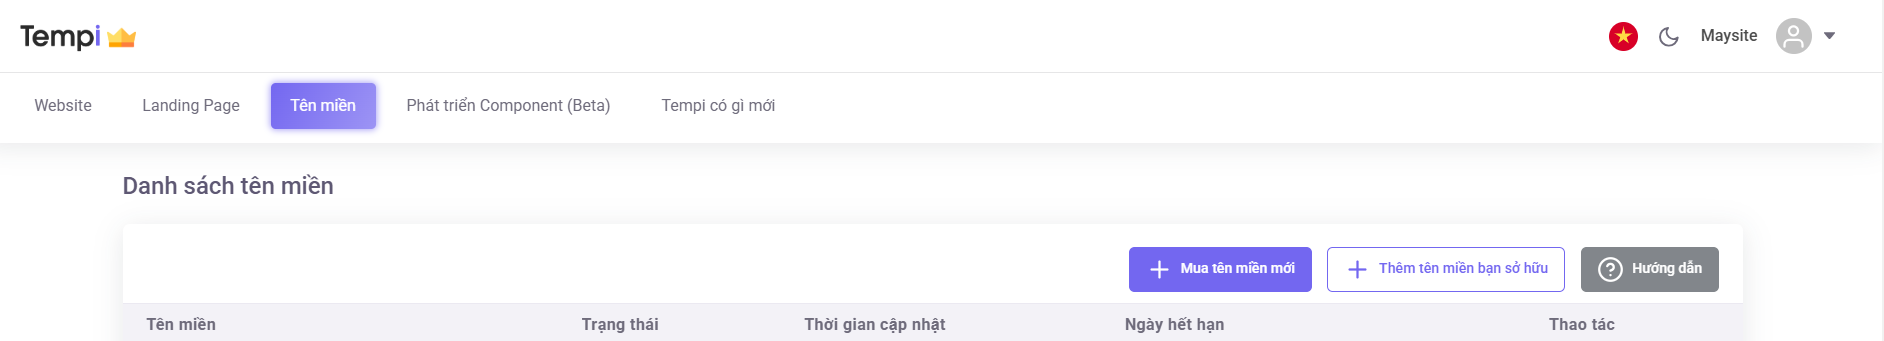 Tempi
Maysite
Website Landing Page Tên miền Phát triển Component (Beta) Tempi có gì mới
Danh sách tên miền
Mua tên miền mới Thêm tên miền bạn sở hữu Hướng dẫn
Tên miền Trạng thái Thời gian cập nhật Ngày hết hạn Thao tác